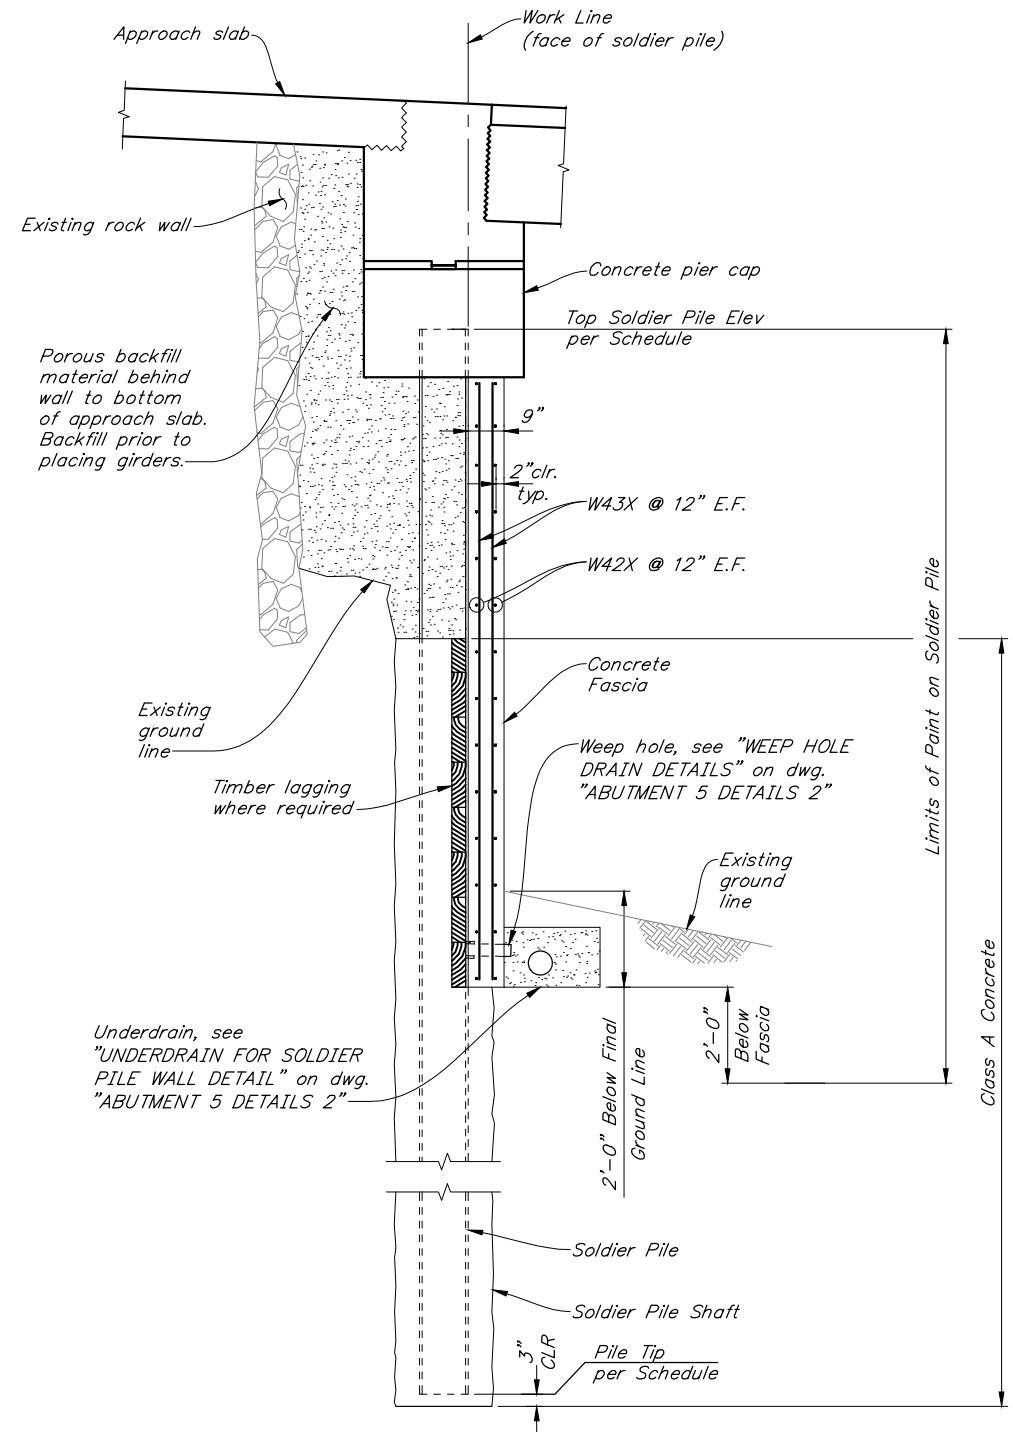 Work Line
(face of soldier pile)
Approach slab
Existing rock wall
Concrete pier cap
Top Soldier Pile Elev
per Schedule
Porous backfill
material behind
wall to bottom
of approach slab.
Backfill prior to
placing girders.
9"
2"clr.
typ.
W43X @ 12" E.F.
W42X @ 12" E.F.
Limits of Paint on Soldier Pile
Concrete
Fascia
Existing
ground
line
Weep hole, see "WEEP HOLE
DRAIN DETAILS" on dwg.
"ABUTMENT 5 DETAILS 2"
Timber lagging
where required
Existing
ground
line
Class A Concrete
Underdrain, see
"UNDERDRAIN FOR SOLDIER
PILE WALL DETAIL" on dwg.
"ABUTMENT 5 DETAILS 2"
2'-0" Below Final
Ground Line
2'-0"
Below
Fascia
Soldier Pile
Soldier Pile Shaft
3"
CLR
Pile Tip
per Schedule